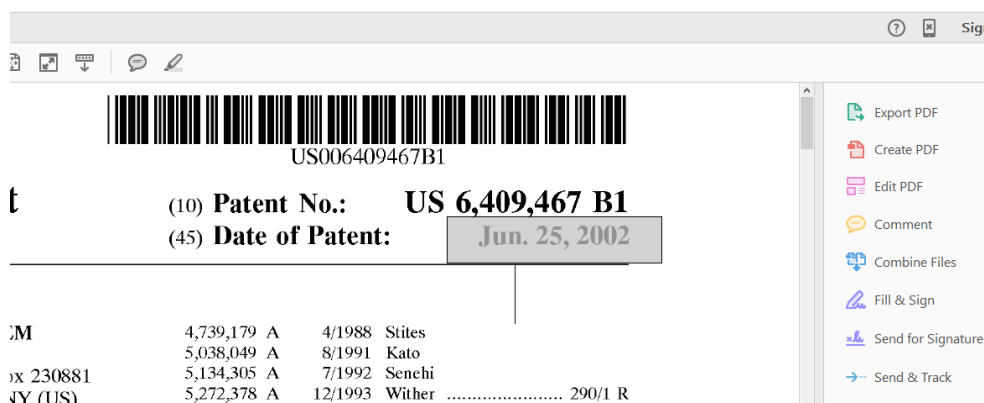 Sig
US006409467B1
t
(10) Patent No.: US 6,409,467 B1
(45) Date of Patent: Jun. 25, 2002
4,739,179 A 4/1988 Stites
5,038,049 A 8/1991 Kato
ox 230881 5,134,305 A 7/1992 Senehi
NY (US) 5,272,378 A 12/1993 Wither ....................... 290/1 R
Export PDF
Create PDF
Edit PDF
Comment
Combine Files
Fill & Sign
Send for Signature
Send & Track